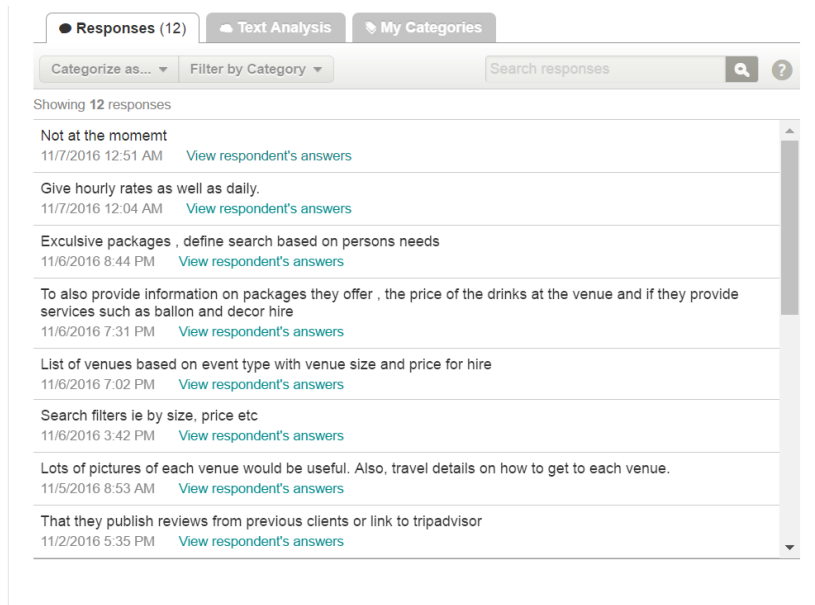 Responses (12)
Text Analysis
My Categories
Categorize as...
Filter by Category
Search responses
?
Showing 12 responses
Not at the momemt
11/7/2016 12:51 AM View respondent's answers
Give hourly rates as well as daily.
11/7/2016 12:04 AM View respondent's answers
Exculsive packages , define search based on persons needs
11/6/2016 8:44 PM View respondent's answers
To also provide information on packages they offer , the price of the drinks at the venue and if they provide
services such as ballon and decor hire
11/6/2016 7:31 PM View respondent's answers
List of venues based on event type with venue size and price for hire
11/6/2016 7:02 PM View respondent's answers
Search filters ie by size, price etc
11/6/2016 3:42 PM View respondent's answers
Lots of pictures of each venue would be useful. Also, travel details on how to get to each venue.
11/5/2016 8:53 AM View respondent's answers
That they publish reviews from previous clients or link to tripadvisor
11/2/2016 5:35 PM View respondent's answers